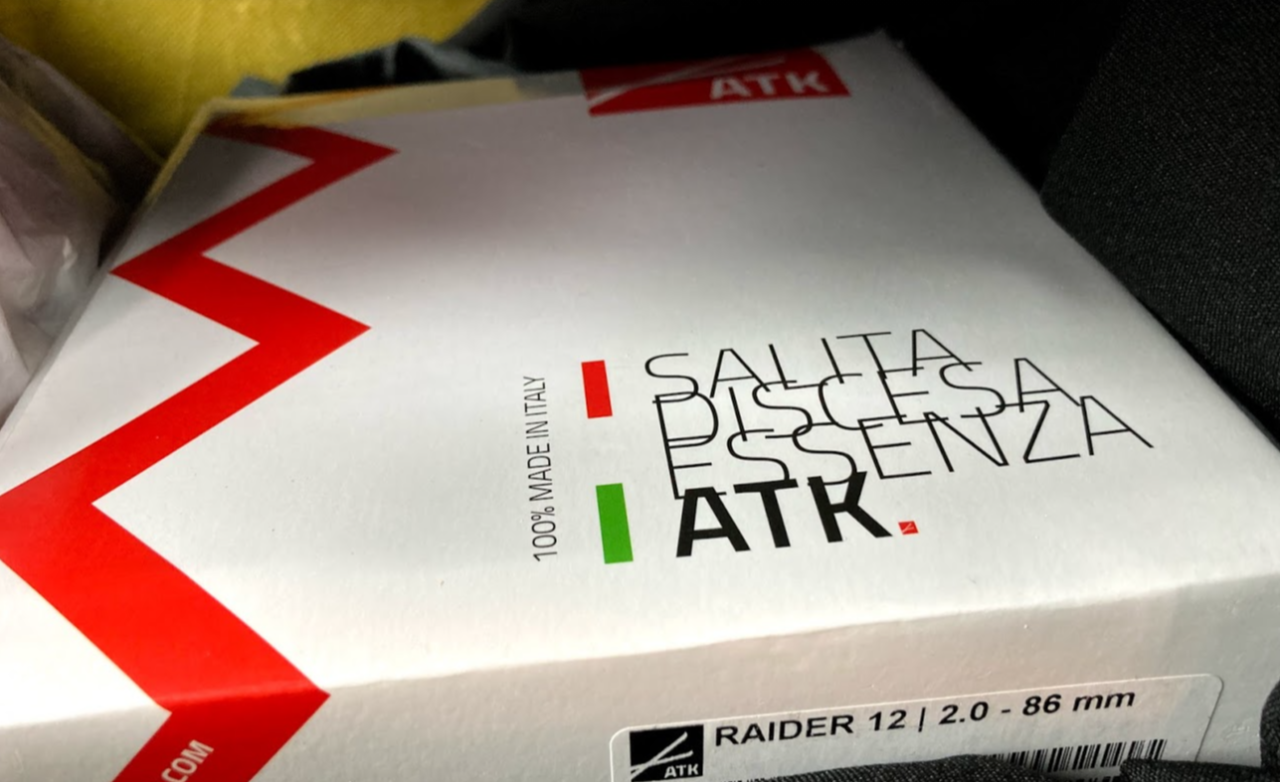 ATK
100% MADE IN ITALY
SALITA
DISCESA
ESSENZA
ATK.
RAIDER 12 | 2.0 - 86 mm
ATK
.COM